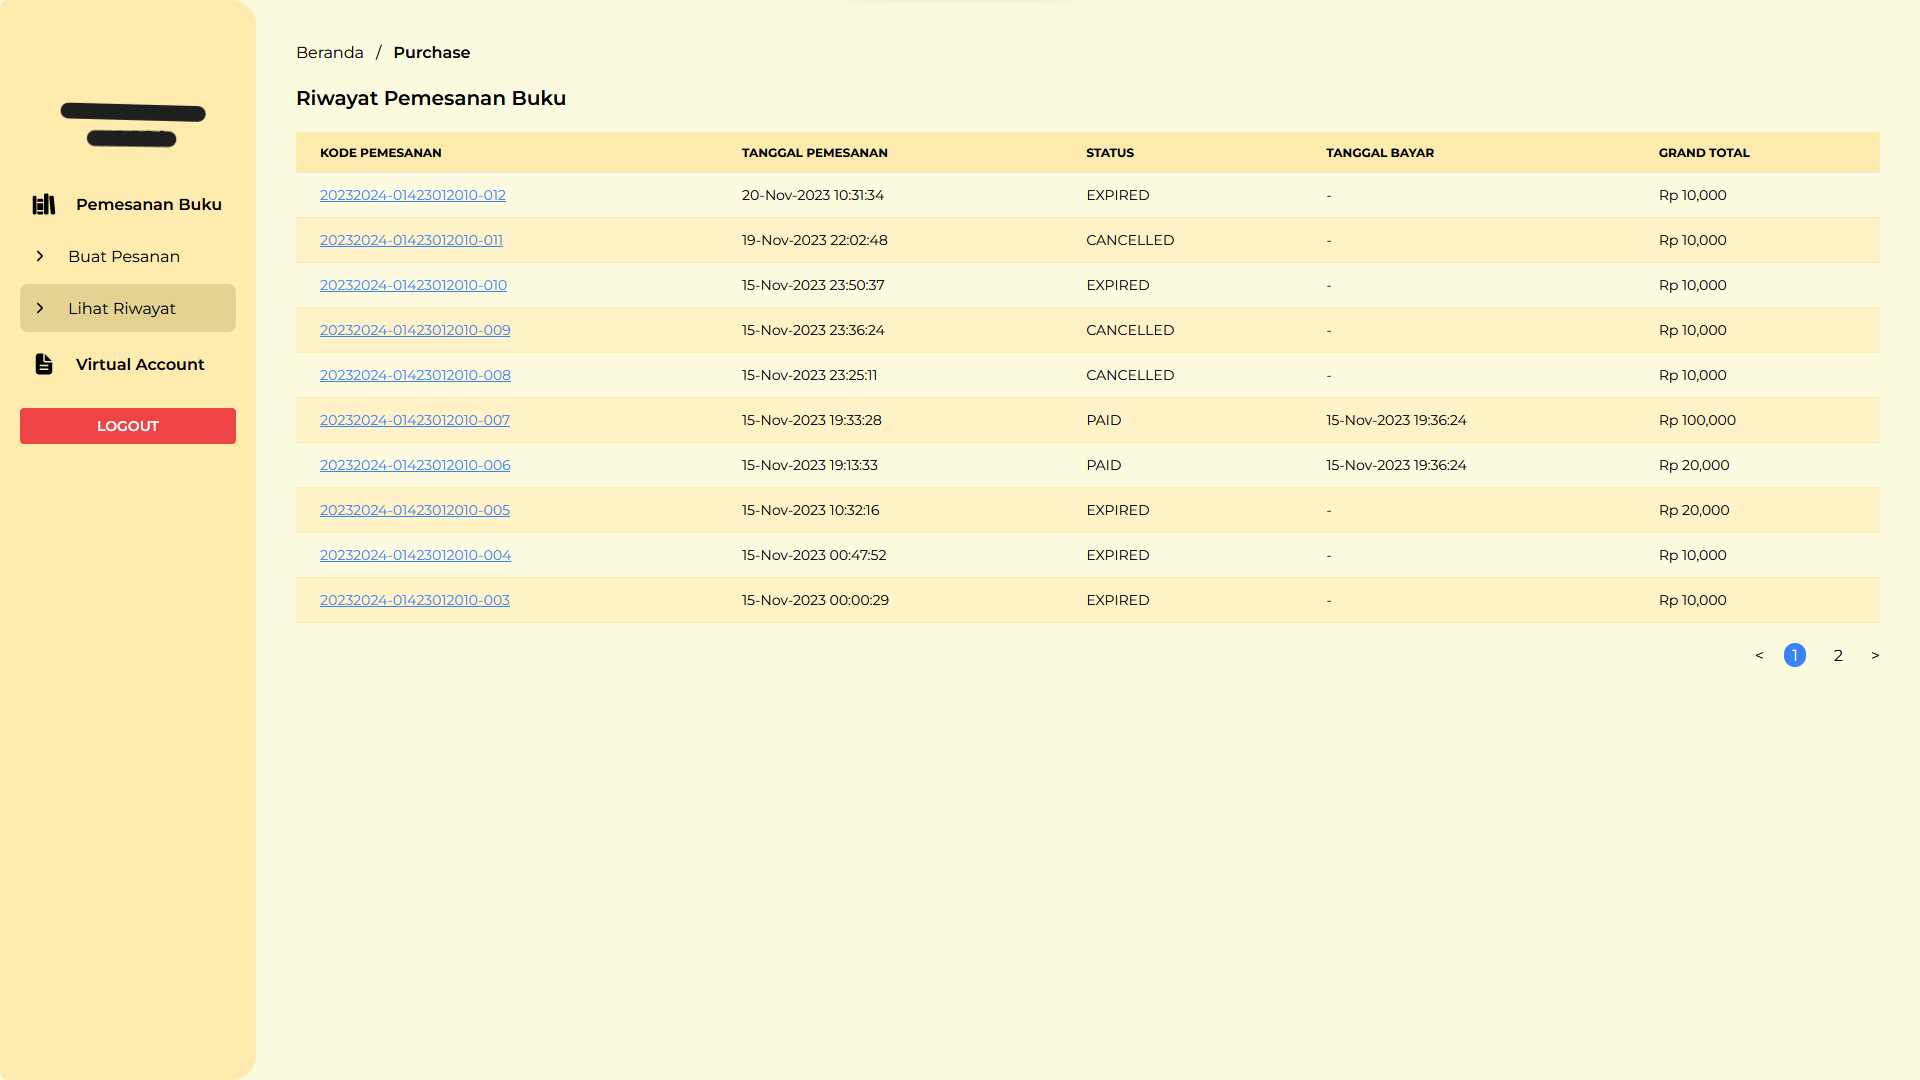 Pemesanan Buku
Buat Pesanan
Lihat Riwayat
Virtual Account
LOGOUT
Beranda / Purchase
Riwayat Pemesanan Buku
KODE PEMESANAN TANGGAL PEMESANAN STATUS TANGGAL BAYAR GRAND TOTAL
20232024-01423012010-012 20-Nov-2023 10:31:34 EXPIRED - Rp 10,000
20232024-01423012010-011 19-Nov-2023 22:02:48 CANCELLED - Rp 10,000
20232024-01423012010-010 15-Nov-2023 23:50:37 EXPIRED - Rp 10,000
20232024-01423012010-009 15-Nov-2023 23:36:24 CANCELLED - Rp 10,000
20232024-01423012010-008 15-Nov-2023 23:25:11 CANCELLED - Rp 10,000
20232024-01423012010-007 15-Nov-2023 19:33:28 PAID 15-Nov-2023 19:36:24 Rp 100,000
20232024-01423012010-006 15-Nov-2023 19:13:33 PAID 15-Nov-2023 19:36:24 Rp 20,000
20232024-01423012010-005 15-Nov-2023 10:32:16 EXPIRED - Rp 20,000
20232024-01423012010-004 15-Nov-2023 00:47:52 EXPIRED - Rp 10,000
20232024-01423012010-003 15-Nov-2023 00:00:29 EXPIRED - Rp 10,000
< 1 2 >